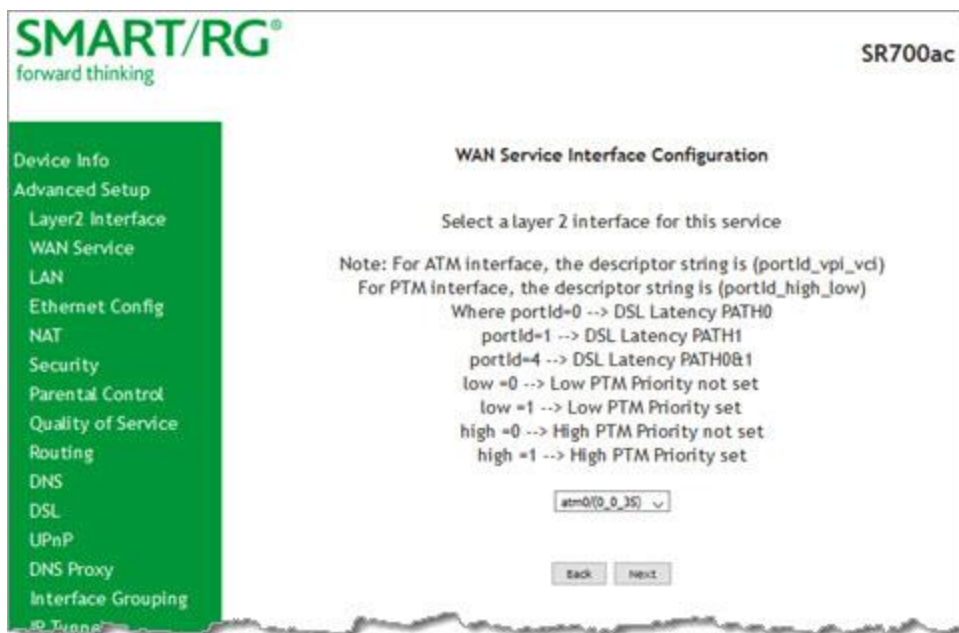 SMART/RG®
forward thinking
SR700ac
Device Info
Advanced Setup
Layer2 Interface
WAN Service
LAN
Ethernet Config
NAT
Security
Parental Control
Quality of Service
Routing
DNS
DSL
UPnP
DNS Proxy
Interface Grouping
IP Tunnel
WAN Service Interface Configuration
Select a layer 2 interface for this service
Note: For ATM interface, the descriptor string is (portId_vpi_vci)
For PTM interface, the descriptor string is (portId_high_low)
Where portId=0 --> DSL Latency PATH0
portId=1 --> DSL Latency PATH1
portId=4 --> DSL Latency PATH0&1
low =0 --> Low PTM Priority not set
low =1 --> Low PTM Priority set
high =0 --> High PTM Priority not set
high =1 --> High PTM Priority set
atm0/(0_0_35)
Back Next